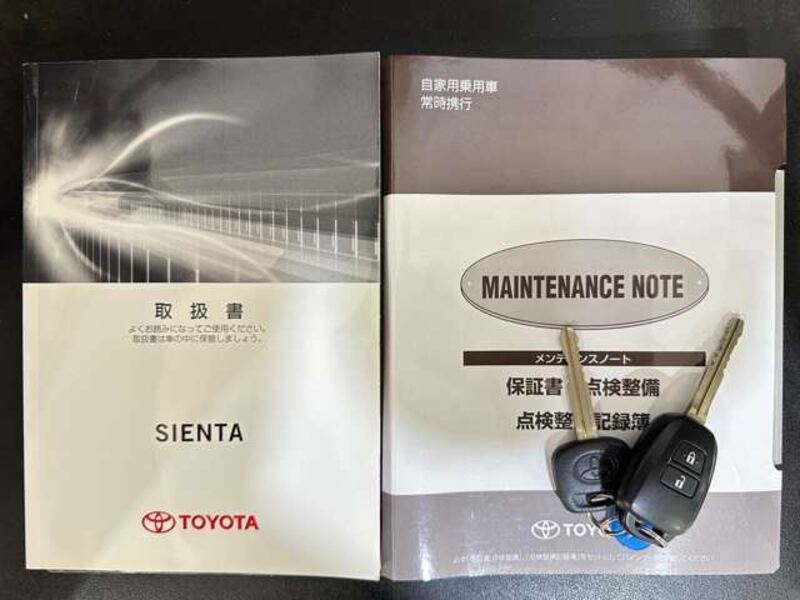 取扱書
よくお読みになってご使用ください。
取扱書は車の中に保管しましょう。
SIENTA
TOYOTA
自家用乗用車
常時携行
MAINTENANCE NOTE
メンテナンスノート
保証書 点検整備
点検整 記録簿
TOY